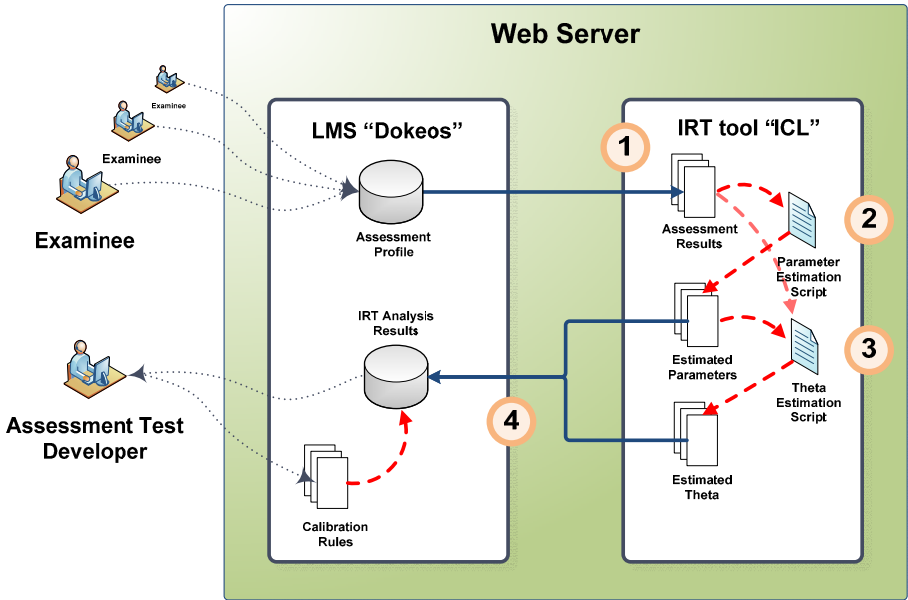 Web Server
LMS “Dokeos”
IRT tool “ICL”
1
Examinee
Examinee
Examinee
Assessment
Profile
Assessment
Results
2
Parameter
Estimation
Script
IRT Analysis
Results
Estimated
Parameters
3
Theta
Estimation
Script
Assessment Test
Developer
4
Estimated
Theta
Calibration
Rules